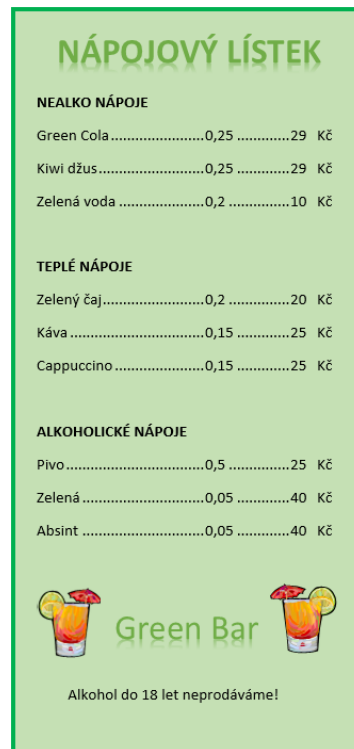 NÁPOJOVÝ LÍSTEK
NEALKO NÁPOJE
Green Cola.......................0,25 .............29 Kč
Kiwi džus..........................0,25 .............29 Kč
Zelená voda .....................0,2 ...............10 Kč
TEPLÉ NÁPOJE
Zelený čaj.........................0,2 ...............20 Kč
Káva .................................0,15 .............25 Kč
Cappuccino ......................0,15 .............25 Kč
ALKOHOLICKÉ NÁPOJE
Pivo..................................0,5 ...............25 Kč
Zelená ..............................0,05 .............40 Kč
Absint ..............................0,05 .............40 Kč
Green Bar
Alkohol do 18 let neprodáváme!